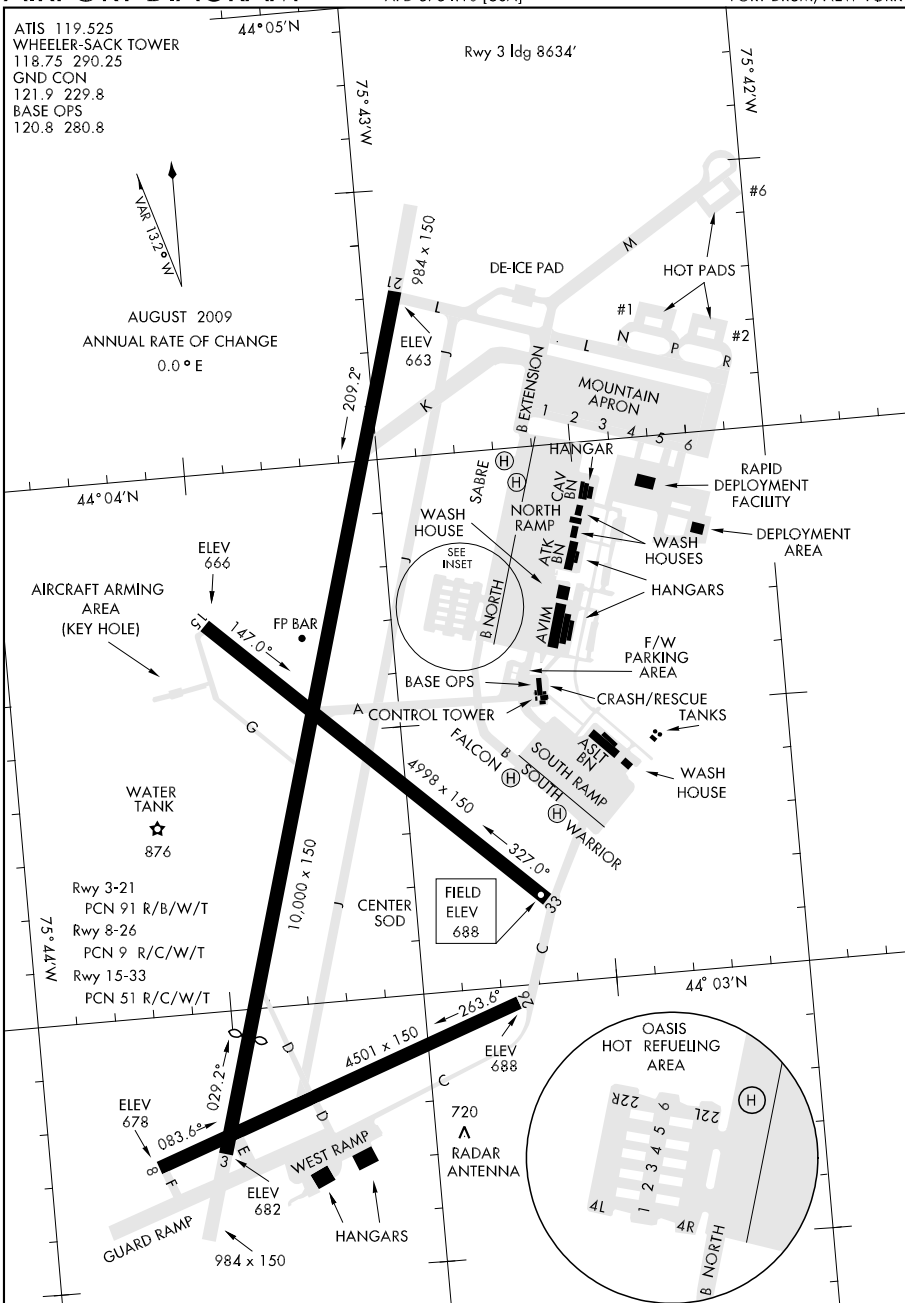 ATIS 119.525
WHEELER-SACK TOWER
118.75 290.25
GND CON
121.9 229.8
BASE OPS
120.8 280.8
44°05'N
Rwy 3 ldg 8634'
75°43'W
75°42'W
VAR 13.2° W
AUGUST 2009
ANNUAL RATE OF CHANGE
0.0° E
984 x 150
21
ELEV
663
209.2°
DE-ICE PAD
M
#6
HOT PADS
#1
#2
L
L
N
P
R
J
K
B EXTENSION
MOUNTAIN
APRON
1 2 3 4 5 6
44°04'N
SABRE
H
H
HANGAR
CAV
BN
NORTH
RAMP
WASH
HOUSE
ATK
BN
WASH
HOUSES
RAPID
DEPLOYMENT
FACILITY
DEPLOYMENT
AREA
HANGARS
SEE
INSET
J
B NORTH
AVIM
F/W
PARKING
AREA
BASE OPS
CRASH/RESCUE
CONTROL TOWER
TANKS
ELEV
666
AIRCRAFT ARMING
AREA
(KEY HOLE)
15
147.0°
FP BAR
A
G
FALCON
H
B
SOUTH
SOUTH RAMP
ASLT
BN
WASH
HOUSE
H
WARRIOR
4998 x 150
327.0°
33
WATER
TANK
876
10,000 x 150
J
CENTER
SOD
FIELD
ELEV
688
C
75°44'W
Rwy 3-21
PCN 91 R/B/W/T
Rwy 8-26
PCN 9 R/C/W/T
Rwy 15-33
PCN 51 R/C/W/T
44°03'N
263.6°
26
4501 x 150
ELEV
688
C
D
D
029.2°
083.6°
ELEV
678
8
F
3
E
ELEV
682
WEST RAMP
HANGARS
GUARD RAMP
984 x 150
720
RADAR
ANTENNA
OASIS
HOT REFUELING
AREA
22R
22L
H
1 2 3 4 5 6
4L
4R
B NORTH